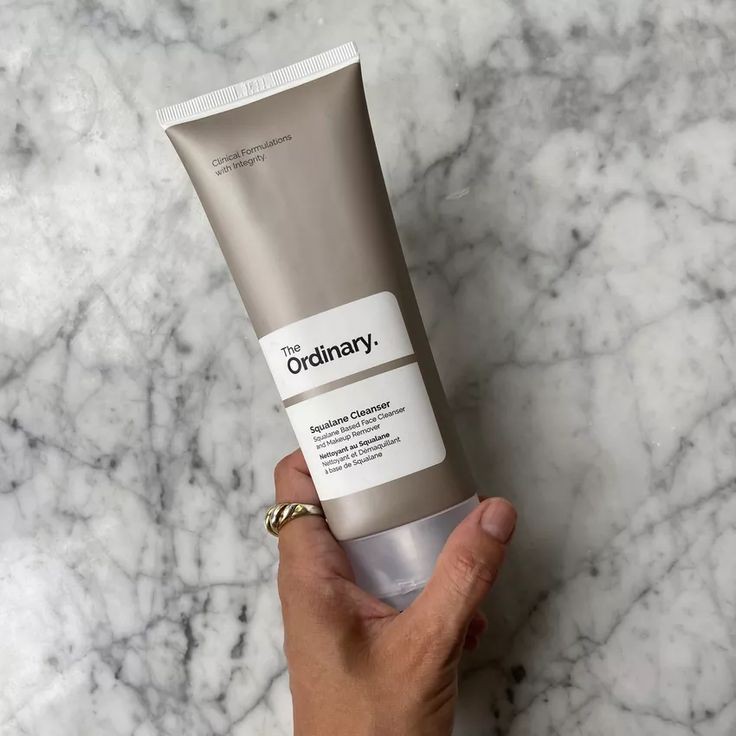 Clinical Formulations
with Integrity.
The
Ordinary.
Squalane Cleanser
Squalane Based Face Cleanser
and Makeup Remover
Nettoyant au Squalane
Nettoyant et Démaquillant
à base de Squalane